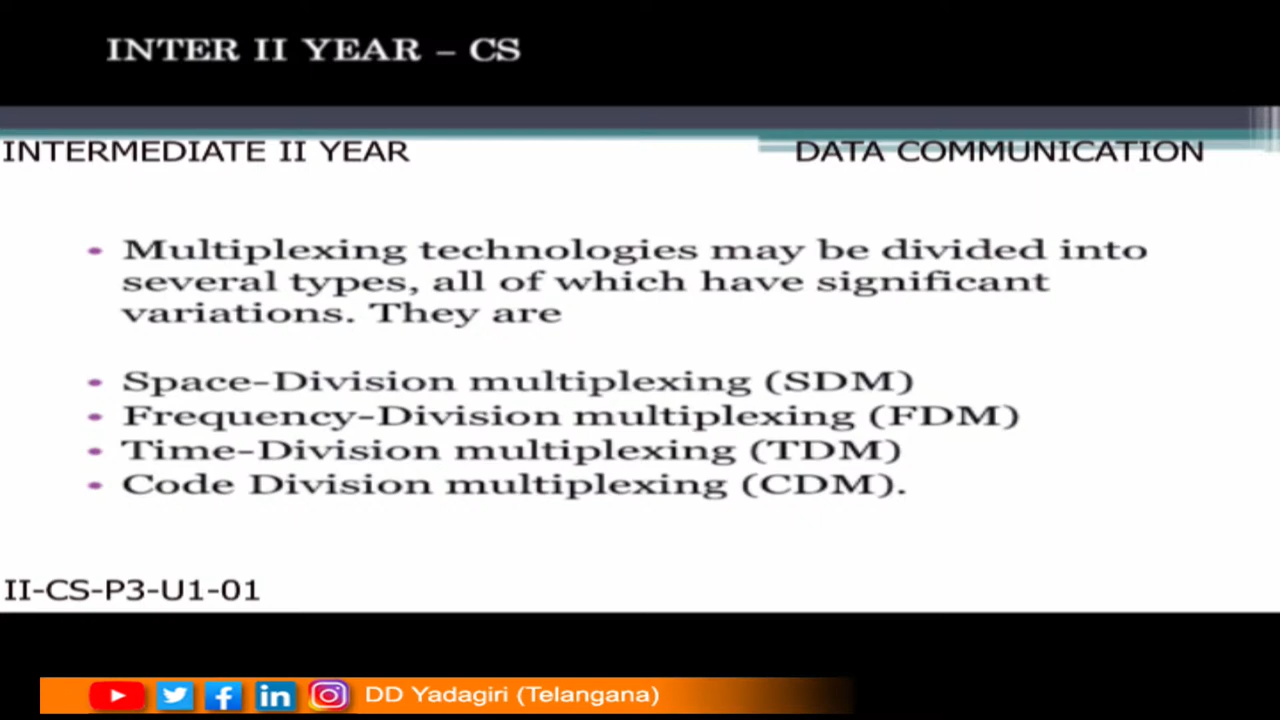 INTER II YEAR – CS
INTERMEDIATE II YEAR
DATA COMMUNICATION
• Multiplexing technologies may be divided into
several types, all of which have significant
variations. They are
• Space-Division multiplexing (SDM)
• Frequency-Division multiplexing (FDM)
• Time-Division multiplexing (TDM)
• Code Division multiplexing (CDM).
II-CS-P3-U1-01
DD Yadagiri (Telangana)